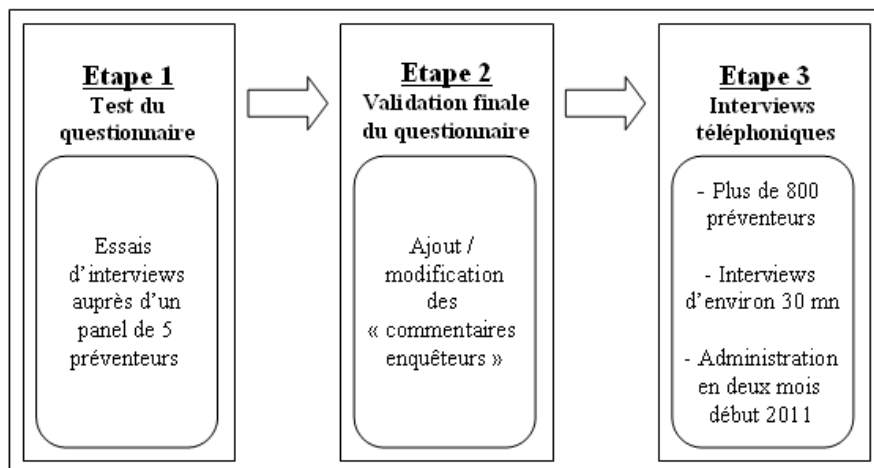 Etape 1
Test du
questionnaire
Essais
d'interviews
auprès d'un
panel de 5
préventeurs
Etape 2
Validation finale
du questionnaire
Ajout /
modification
des
« commentaires
enquêteurs »
Etape 3
Interviews
téléphoniques
- Plus de 800
préventeurs
- Interviews
d'environ 30 mn
- Administration
en deux mois
début 2011